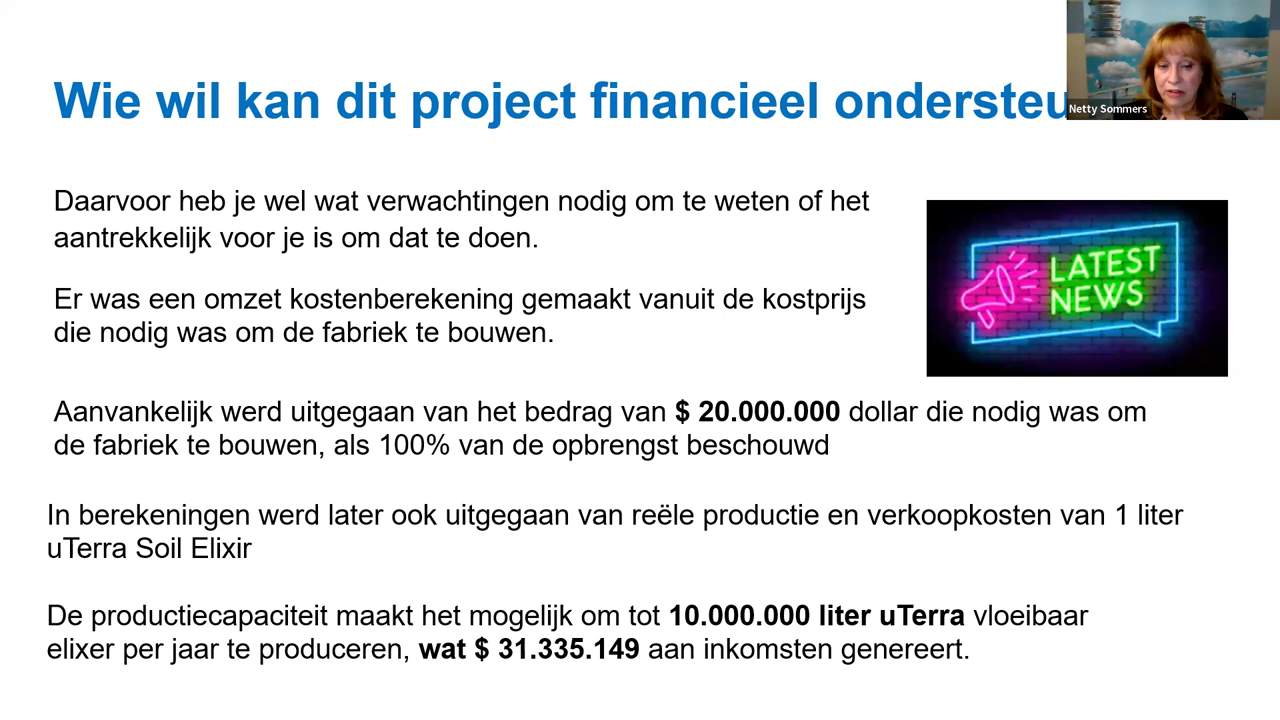 Wie wil kan dit project financieel ondersteu
Netty Sommers
Daarvoor heb je wel wat verwachtingen nodig om te weten of het
aantrekkelijk voor je is om dat te doen.
LATEST
NEWS
Er was een omzet kostenberekening gemaakt vanuit de kostprijs
die nodig was om de fabriek te bouwen.
Aanvankelijk werd uitgegaan van het bedrag van $ 20.000.000 dollar die nodig was om
de fabriek te bouwen, als 100% van de opbrengst beschouwd
In berekeningen werd later ook uitgegaan van reële productie en verkoopkosten van 1 liter
uTerra Soil Elixir
De productiecapaciteit maakt het mogelijk om tot 10.000.000 liter uTerra vloeibaar
elixer per jaar te produceren, wat $ 31.335.149 aan inkomsten genereert.